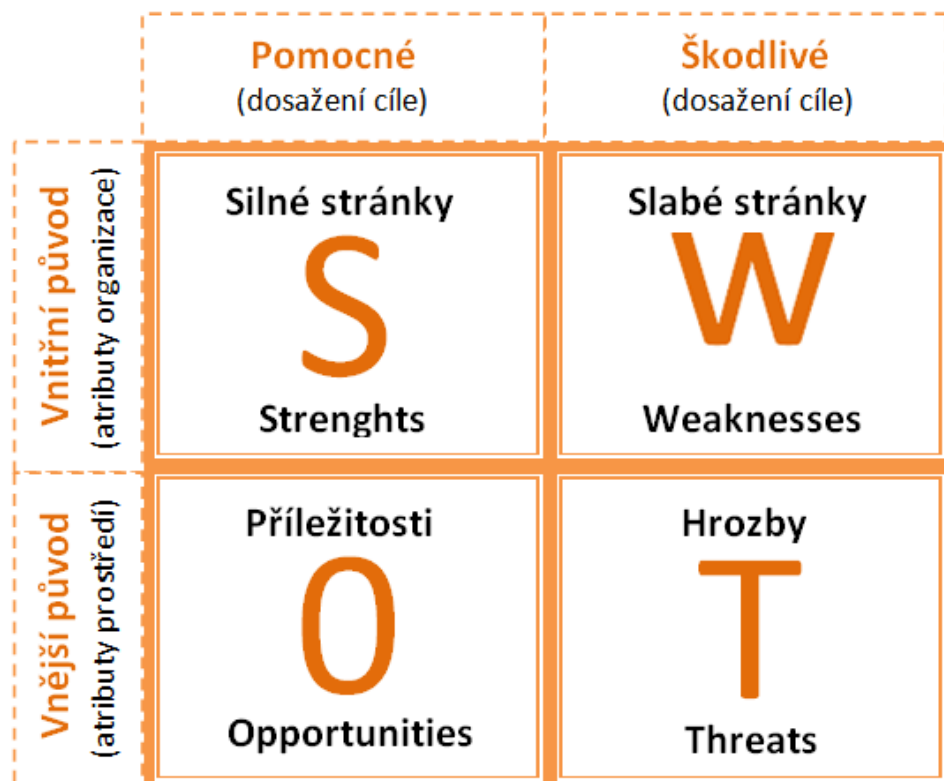 Pomocné
(dosažení cíle)
Škodlivé
(dosažení cíle)
Vnitřní původ
(atributy organizace)
Silné stránky
S
Strenghts
Slabé stránky
W
Weaknesses
Vnější původ
(atributy prostředí)
Příležitosti
O
Opportunities
Hrozby
T
Threats